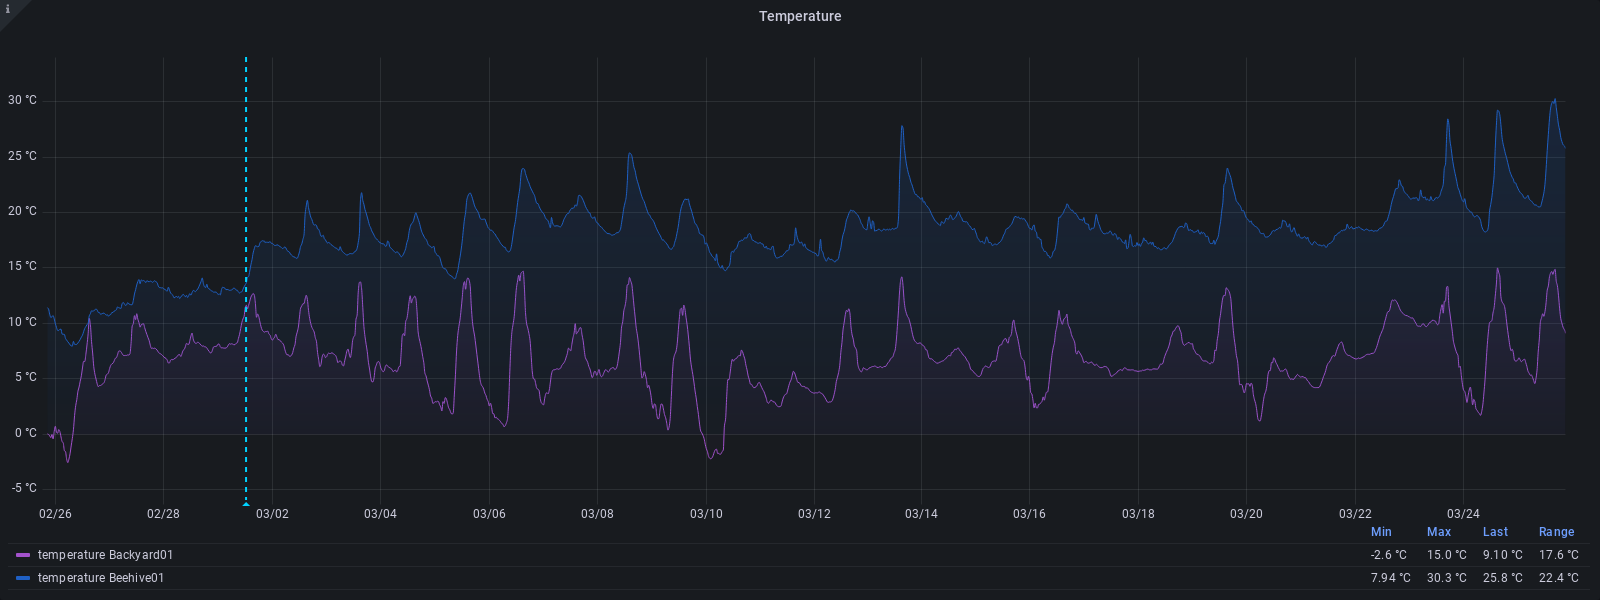 i
Temperature
30 °C
25 °C
20 °C
15 °C
10 °C
5 °C
0 °C
-5 °C
02/26 02/28 03/02 03/04 03/06 03/08 03/10 03/12 03/14 03/16 03/18 03/20 03/22 03/24
Min Max Last Range
temperature Backyard01 -2.6 °C 15.0 °C 9.10 °C 17.6 °C
temperature Beehive01 7.94 °C 30.3 °C 25.8 °C 22.4 °C